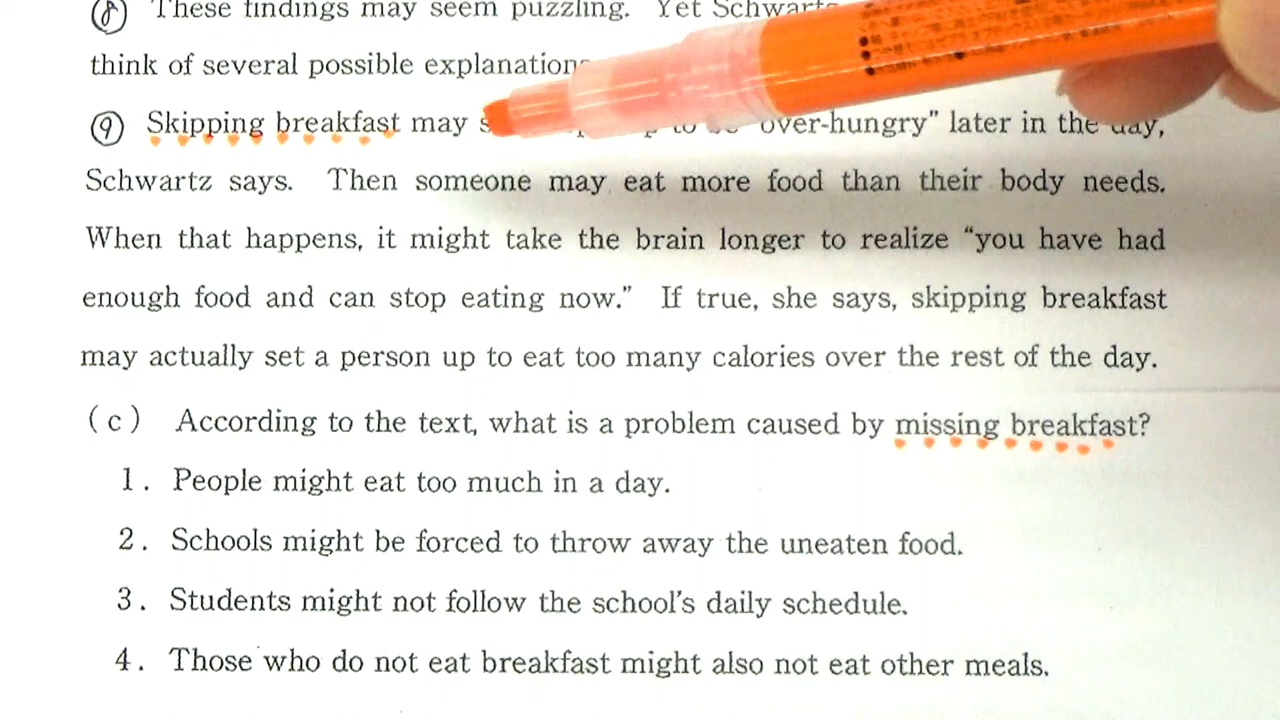 ⑧ These findings may seem puzzling. Yet Schwartz
think of several possible
⑨ Skipping breakfast may to "over-hungry" later in the day,
Schwartz says. Then someone may eat more food than their body needs.
When that happens, it might take the brain longer to realize "you have had
enough food and can stop eating now." If true, she says, skipping breakfast
may actually set a person up to eat too many calories over the rest of the day.
(c) According to the text, what is a problem caused by missing breakfast?
1. People might eat too much in a day.
2. Schools might be forced to throw away the uneaten food.
3. Students might not follow the school's daily schedule.
4. Those who do not eat breakfast might also not eat other meals.